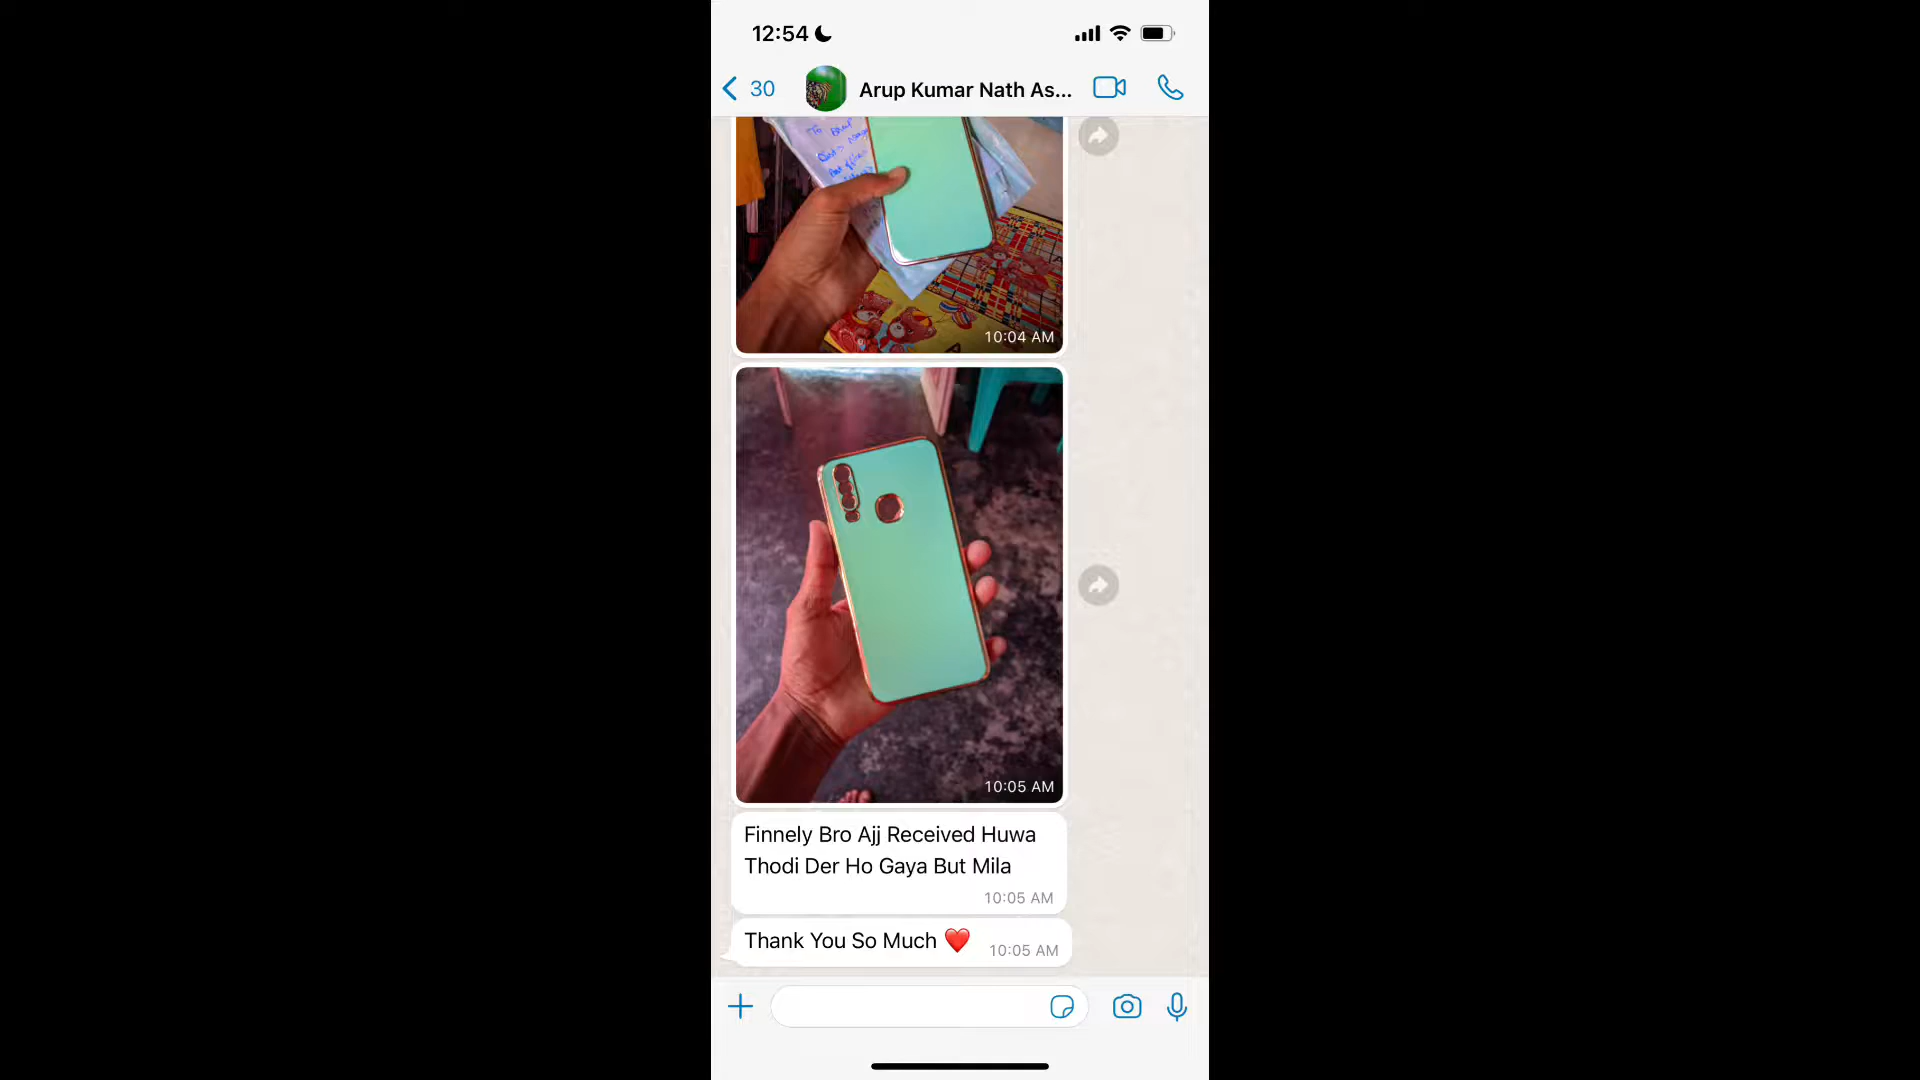 12:54
30
Arup Kumar Nath As...
To
10:04 AM
10:05 AM
Finnely Bro Ajj Received Huwa
Thodi Der Ho Gaya But Mila
10:05 AM
Thank You So Much ❤️ 10:05 AM